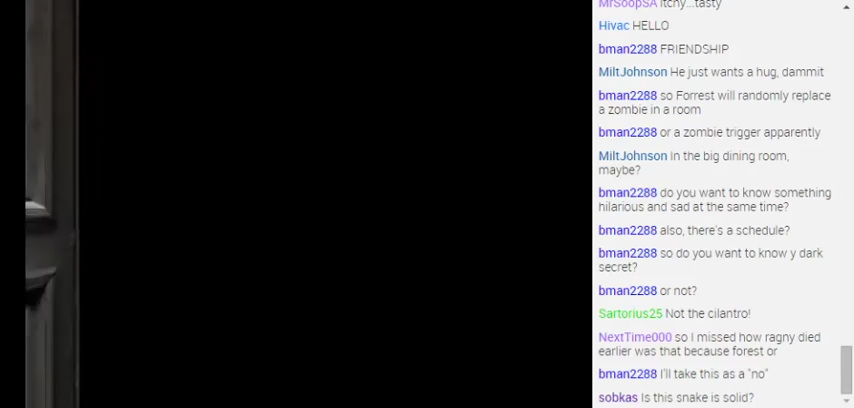 MrSoopSA itchy...tasty
Hivac HELLO
bman2288 FRIENDSHIP
MiltJohnson He just wants a hug, dammit
bman2288 so Forrest will randomly replace
a zombie in a room
bman2288 or a zombie trigger apparently
MiltJohnson in the big dining room,
maybe?
bman2288 do you want to know something
hilarious and sad at the same time?
bman2288 also, there's a schedule?
bman2288 so do you want to know y dark
secret?
bman2288 or not?
Sartorius25 Not the cilantro!
NextTime000 so I missed how ragny died
earlier was that because forest or
bman2288 I'll take this as a "no"
sobkas Is this snake is solid?